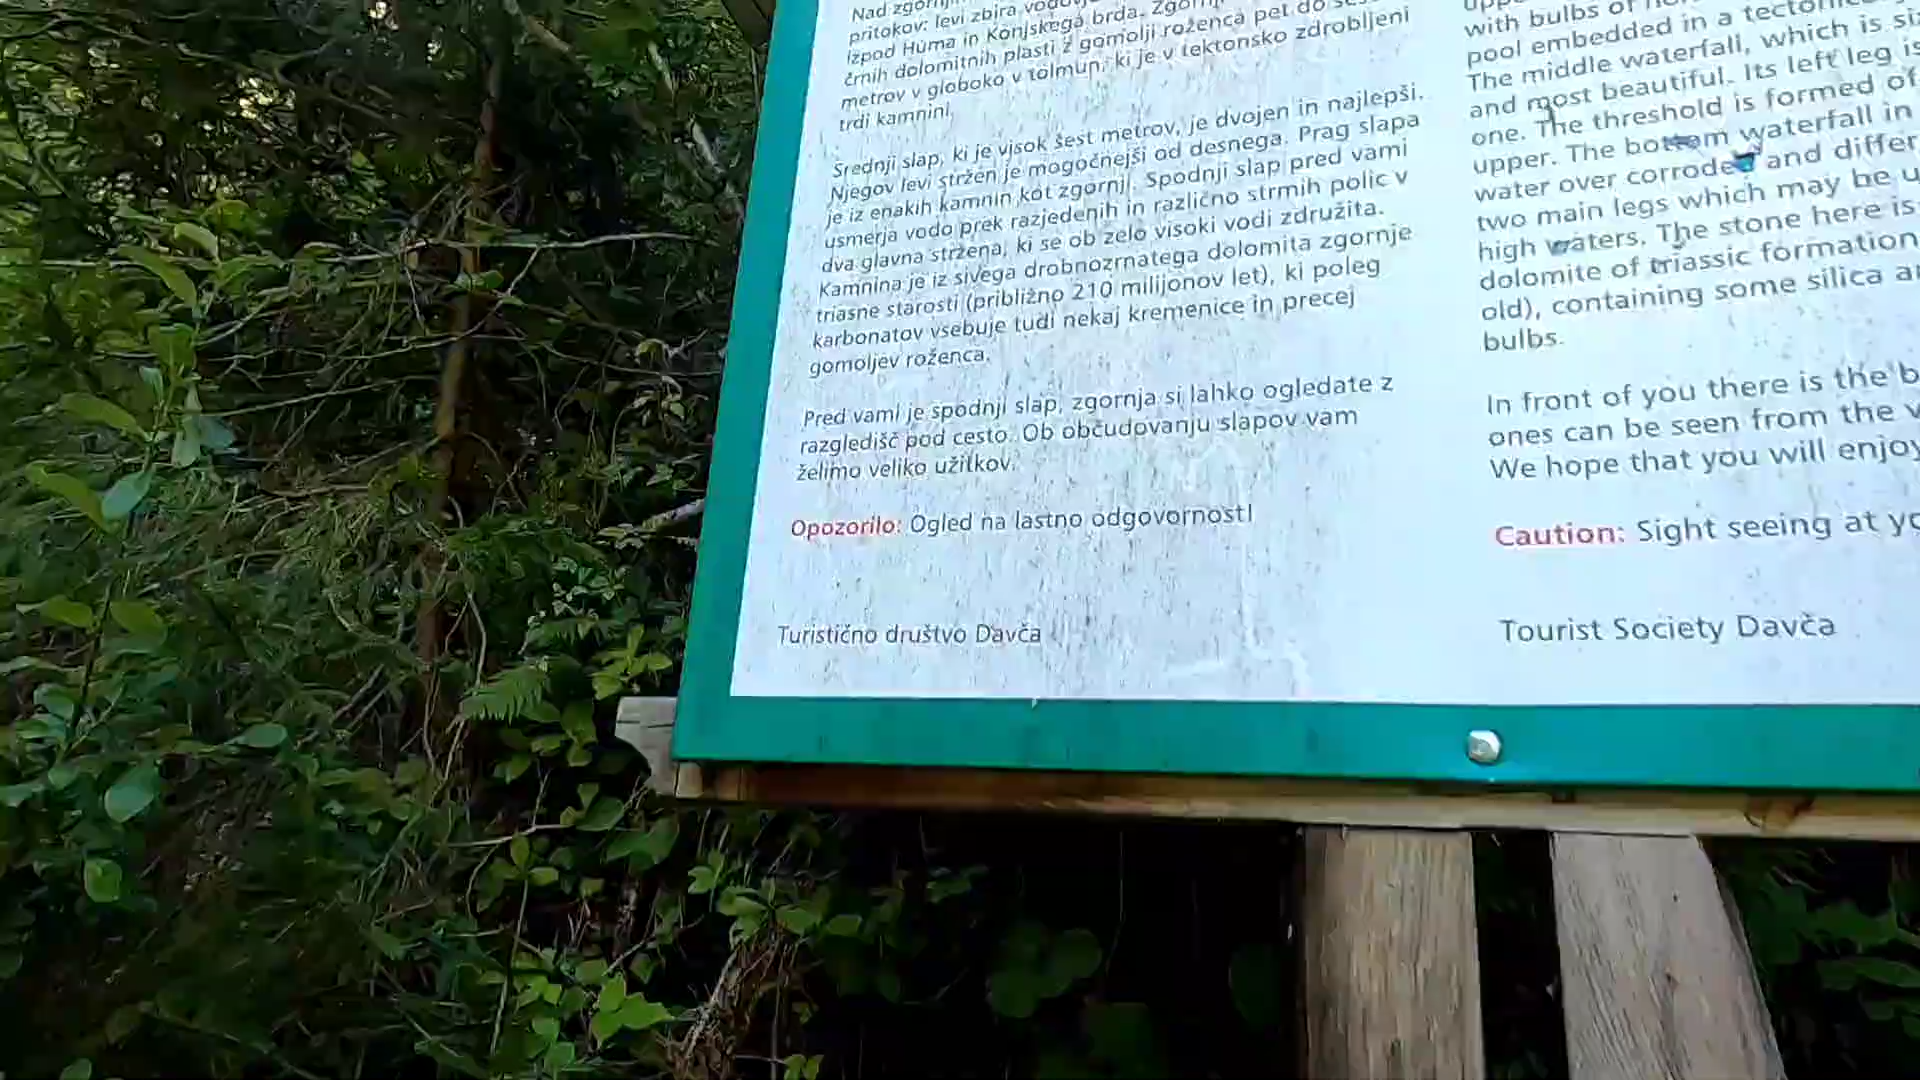 Nad zgornjim
pritokov: levi zbira vodovje
izpod Huma in Konjskega brda. Zgornji
črnih dolomitnih plasti z gomolji roženca pet do šest
metrov v globoko v tolmun, ki je v tektonsko zdrobljeni
trdi kamnini.
Srednji slap, ki je visok šest metrov, je dvojen in najlepši.
Njegov levi stržen je mogočnejši od desnega. Prag slapa
je iz enakih kamnin kot zgornji. Spodnji slap pred vami
usmerja vodo prek razjedenih in različno strmih polic v
dva glavna stržena, ki se ob zelo visoki vodi združita.
Kamnina je iz sivega drobnozrnatega dolomita zgornje
triasne starosti (približno 210 milijonov let), ki poleg
karbonatov vsebuje tudi nekaj kremenice in precej
gomoljev roženca.
Pred vami je spodnji slap, zgornja si lahko ogledate z
razgledišč pod cesto. Ob občudovanju slapov vam
želimo veliko užitkov.
Opozorilo: Ogled na lastno odgovornost!
Turistično društvo Davča
with bulbs of
pool embedded in a
The middle waterfall, which is
and most beautiful. Its left leg is
one. The threshold is formed of
upper. The bottom waterfall in
water over corroded and differ
two main legs which may be
high waters. The stone here is
dolomite of triassic formation
old), containing some silica
bulbs.
In front of you there is the
ones can be seen from the
We hope that you will enjoy
Caution: Sight seeing at
Tourist Society Davča